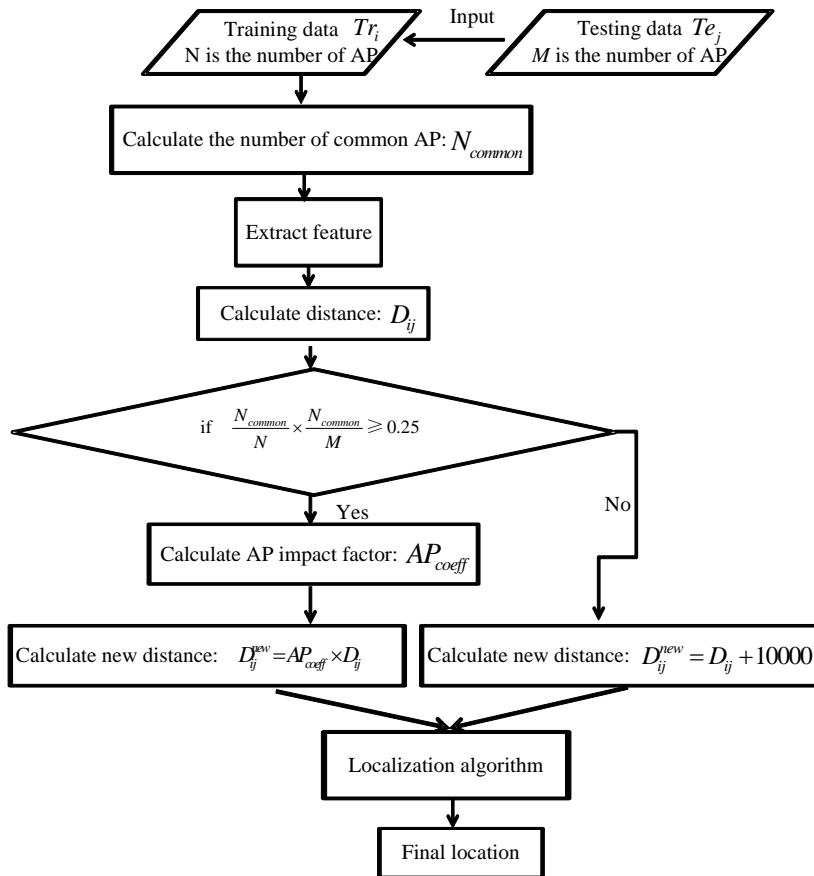 Training data Tr_i
N is the number of AP
Input
Testing data Te_j
M is the number of AP
Calculate the number of common AP: N_common
Extract feature
Calculate distance: D_ij
if N_common/N × N_common/M ⩾ 0.25
Yes
No
Calculate AP impact factor: AP_coeff
Calculate new distance: D_ij^new = AP_coeff × D_ij
Calculate new distance: D_ij^new = D_ij + 10000
Localization algorithm
Final location